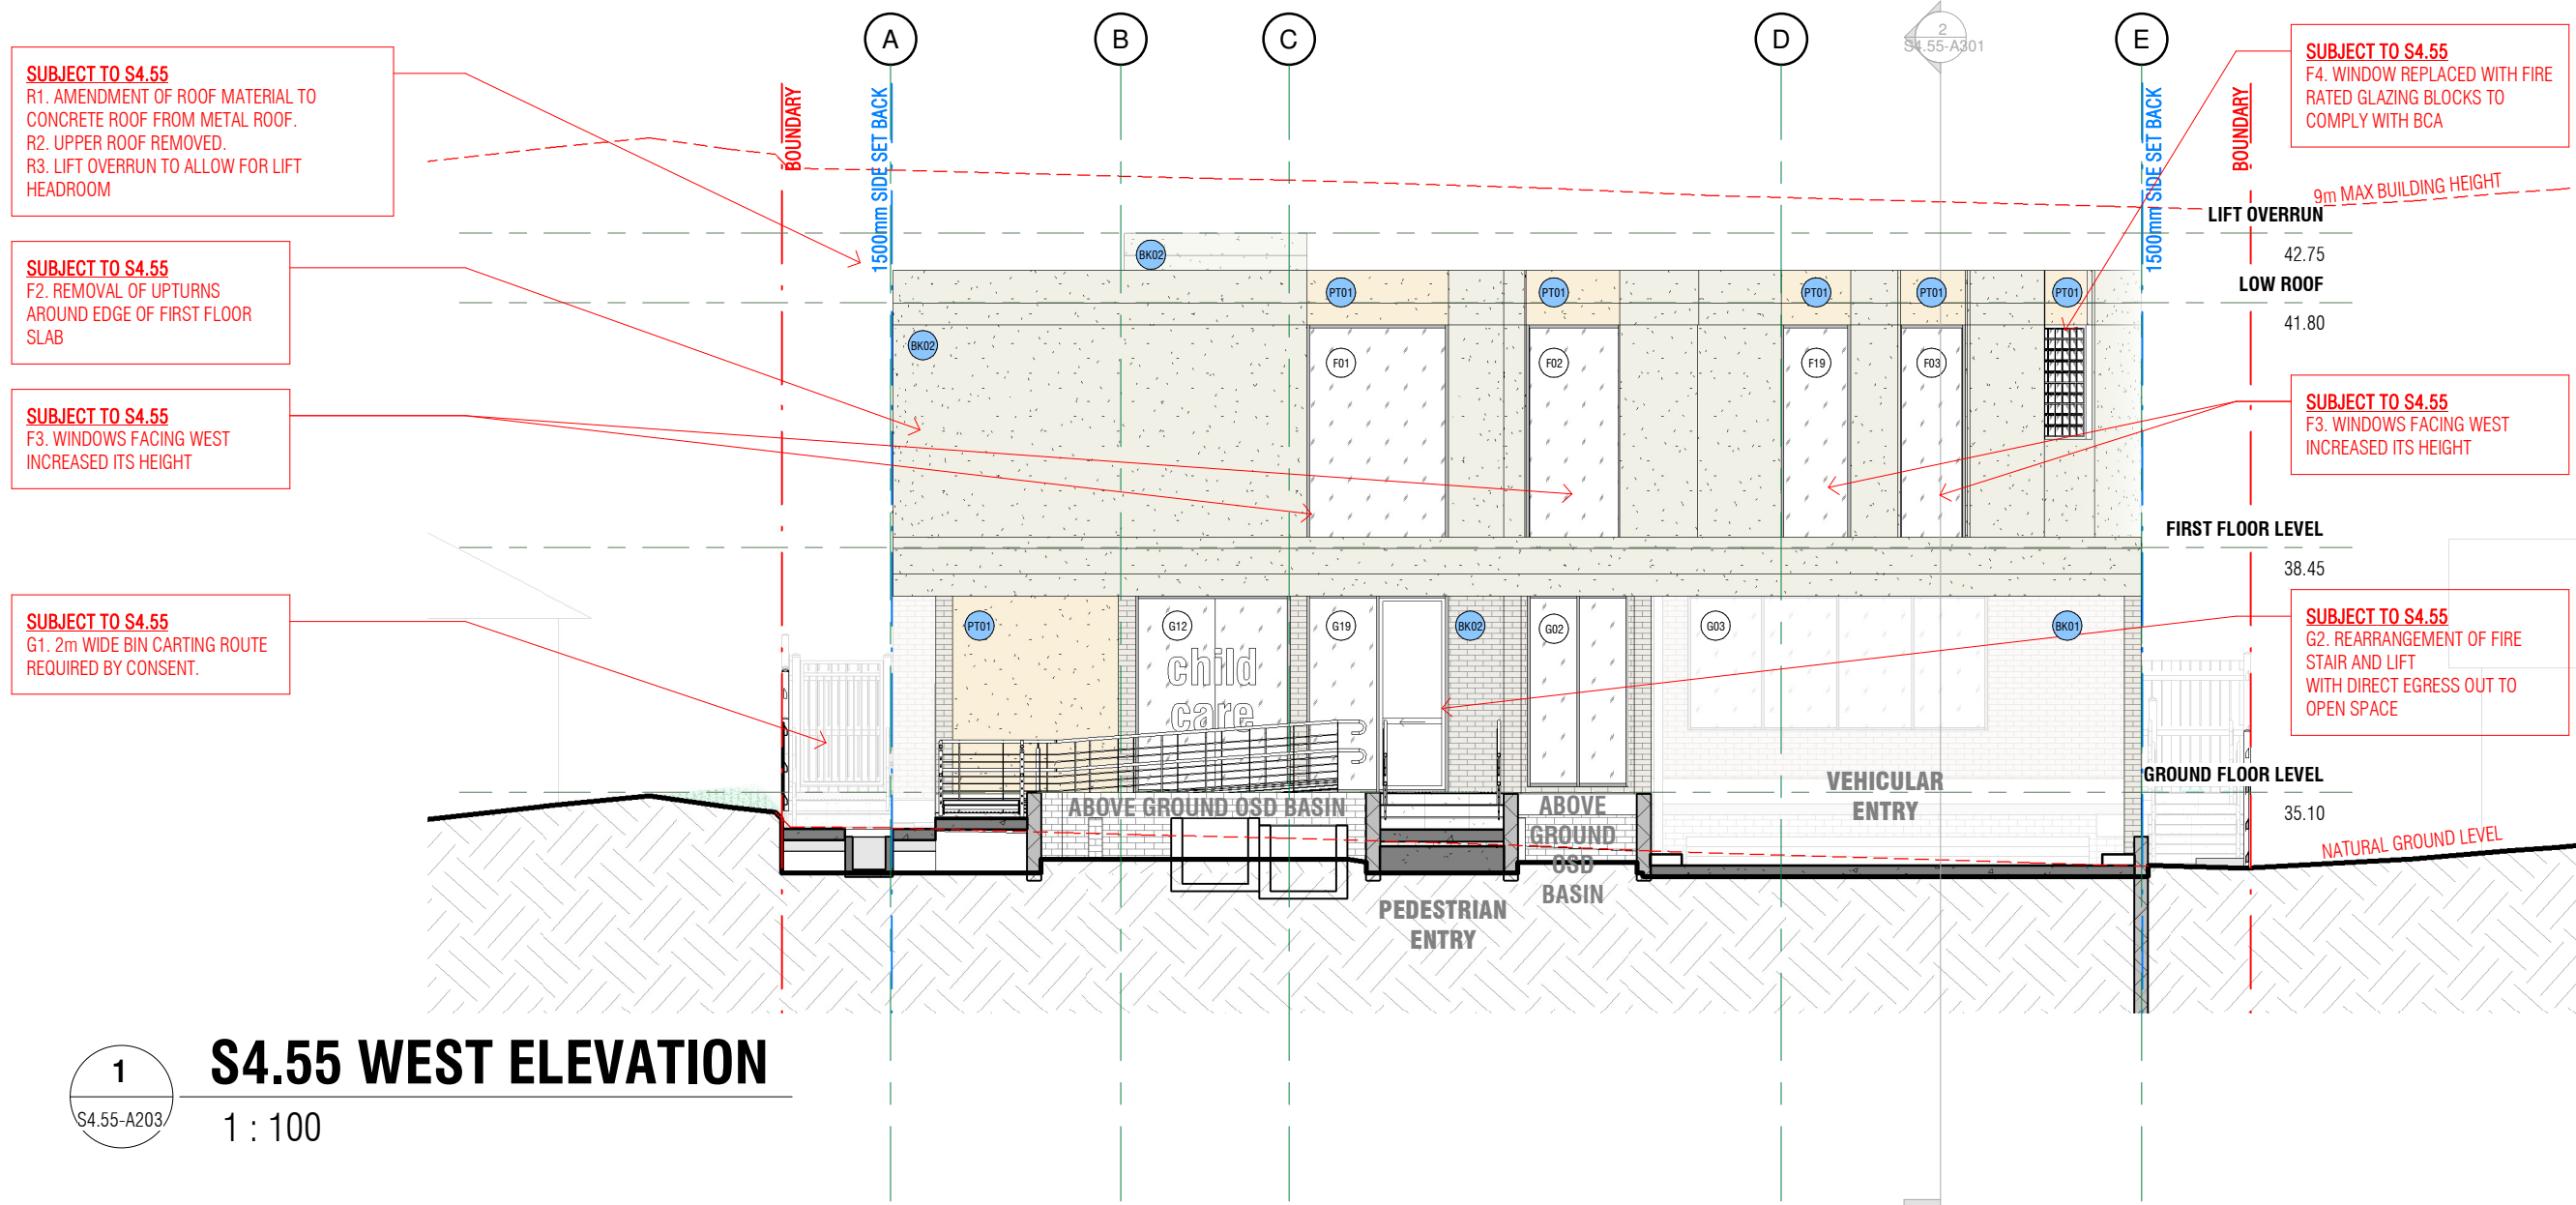 A
B
C
D
2
S4.55-A301
E
SUBJECT TO S4.55
R1. AMENDMENT OF ROOF MATERIAL TO
CONCRETE ROOF FROM METAL ROOF.
R2. UPPER ROOF REMOVED.
R3. LIFT OVERRUN TO ALLOW FOR LIFT
HEADROOM
SUBJECT TO S4.55
F2. REMOVAL OF UPTURNS
AROUND EDGE OF FIRST FLOOR
SLAB
SUBJECT TO S4.55
F3. WINDOWS FACING WEST
INCREASED ITS HEIGHT
SUBJECT TO S4.55
G1. 2m WIDE BIN CARTING ROUTE
REQUIRED BY CONSENT.
BOUNDARY
1500mm SIDE SET BACK
1500mm SIDE SET BACK
BOUNDARY
SUBJECT TO S4.55
F4. WINDOW REPLACED WITH FIRE
RATED GLAZING BLOCKS TO
COMPLY WITH BCA
9m MAX BUILDING HEIGHT
LIFT OVERRUN
42.75
LOW ROOF
41.80
SUBJECT TO S4.55
F3. WINDOWS FACING WEST
INCREASED ITS HEIGHT
FIRST FLOOR LEVEL
38.45
SUBJECT TO S4.55
G2. REARRANGEMENT OF FIRE
STAIR AND LIFT
WITH DIRECT EGRESS OUT TO
OPEN SPACE
GROUND FLOOR LEVEL
35.10
NATURAL GROUND LEVEL
BK02
PT01
PT01
PT01
PT01
PT01
BK02
F01
F02
F19
F03
PT01
G12
G19
BK02
G02
G03
BK01
child
care
ABOVE GROUND OSD BASIN
ABOVE
GROUND
OSD
BASIN
VEHICULAR
ENTRY
PEDESTRIAN
ENTRY
1
S4.55-A203
S4.55 WEST ELEVATION
1 : 100